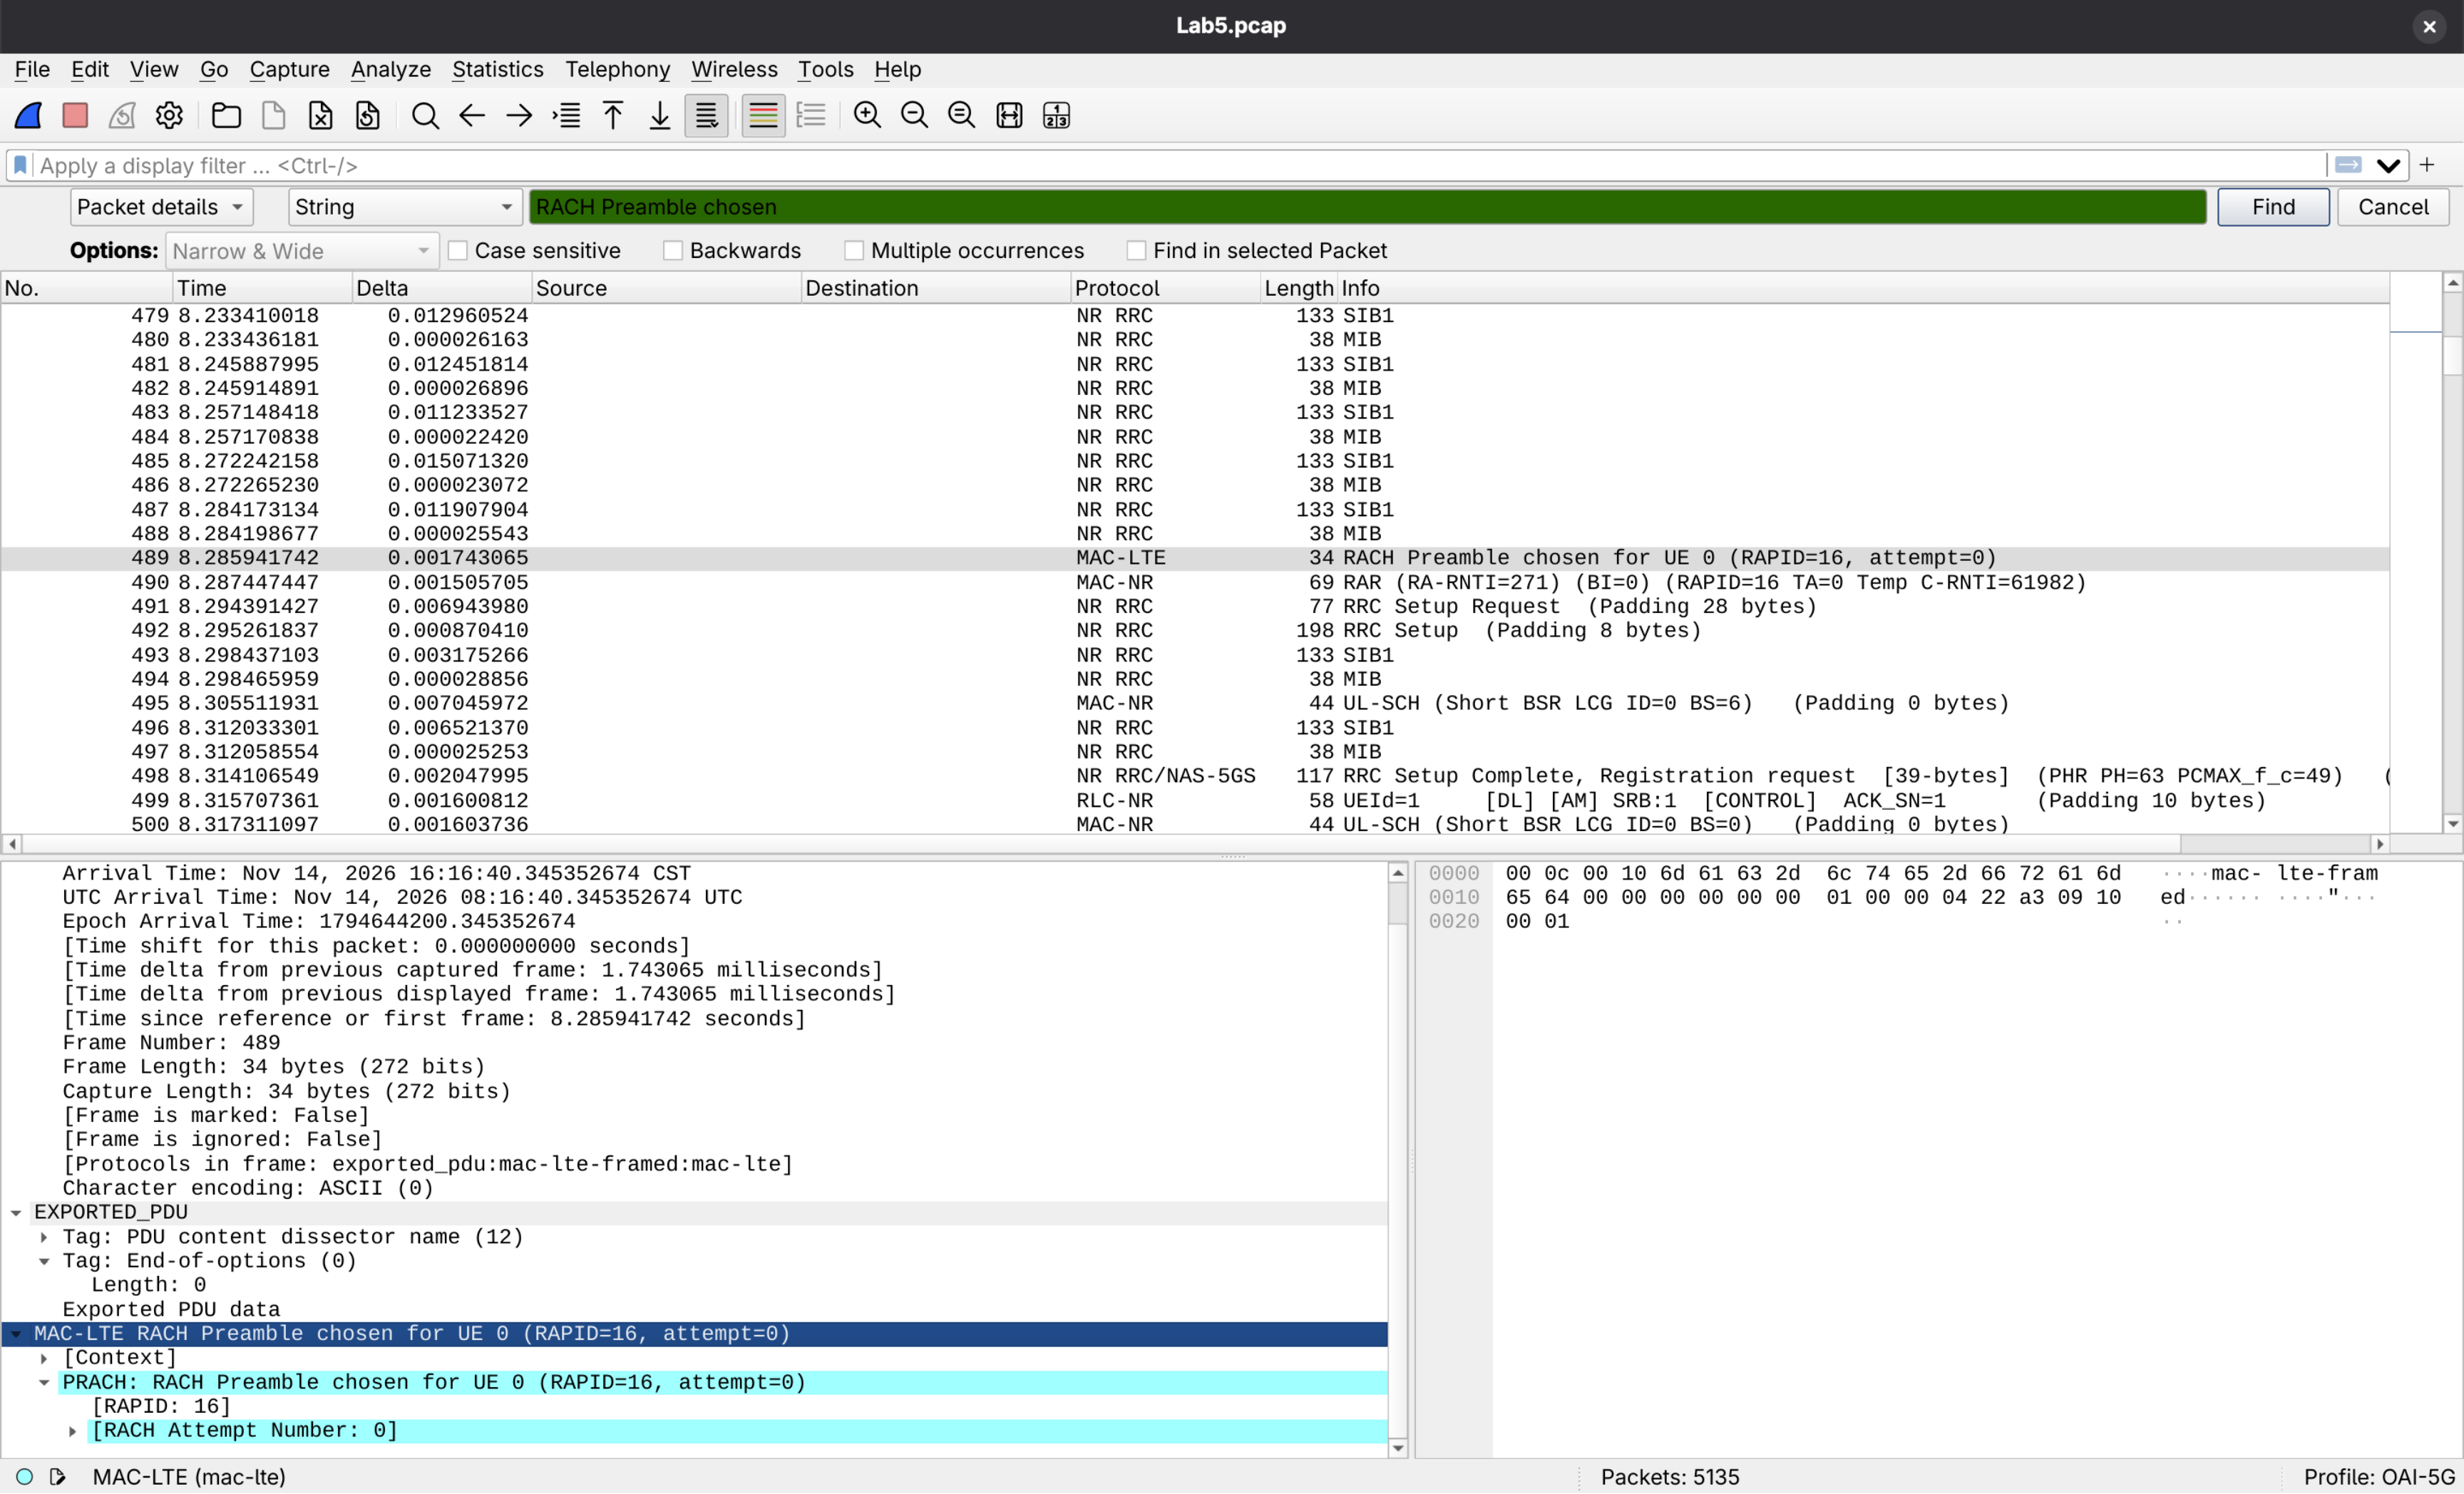 Lab5.pcap
File Edit View Go Capture Analyze Statistics Telephony Wireless Tools Help
Apply a display filter ... <Ctrl-/>
Packet details String RACH Preamble chosen Find Cancel
Options: Narrow & Wide Case sensitive Backwards Multiple occurrences Find in selected Packet
No. Time Delta Source Destination Protocol Length Info
479 8.233410018 0.012960524 NR RRC 133 SIB1
480 8.233436181 0.000026163 NR RRC 38 MIB
481 8.245887995 0.012451814 NR RRC 133 SIB1
482 8.245914891 0.000026896 NR RRC 38 MIB
483 8.257148418 0.011233527 NR RRC 133 SIB1
484 8.257170838 0.000022420 NR RRC 38 MIB
485 8.272242158 0.015071320 NR RRC 133 SIB1
486 8.272265230 0.000023072 NR RRC 38 MIB
487 8.284173134 0.011907904 NR RRC 133 SIB1
488 8.284198677 0.000025543 NR RRC 38 MIB
489 8.285941742 0.001743065 MAC-LTE 34 RACH Preamble chosen for UE 0 (RAPID=16, attempt=0)
490 8.287447447 0.001505705 MAC-NR 69 RAR (RA-RNTI=271) (BI=0) (RAPID=16 TA=0 Temp C-RNTI=61982)
491 8.294391427 0.006943980 NR RRC 77 RRC Setup Request (Padding 28 bytes)
492 8.295261837 0.000870410 NR RRC 198 RRC Setup (Padding 8 bytes)
493 8.298437103 0.003175266 NR RRC 133 SIB1
494 8.298465959 0.000028856 NR RRC 38 MIB
495 8.305511931 0.007045972 MAC-NR 44 UL-SCH (Short BSR LCG ID=0 BS=6) (Padding 0 bytes)
496 8.312033301 0.006521370 NR RRC 133 SIB1
497 8.312058554 0.000025253 NR RRC 38 MIB
498 8.314106549 0.002047995 NR RRC/NAS-5GS 117 RRC Setup Complete, Registration request [39-bytes] (PHR PH=63 PCMAX_f_c=49) (
499 8.315707361 0.001600812 RLC-NR 58 UEId=1 [DL] [AM] SRB:1 [CONTROL] ACK_SN=1 (Padding 10 bytes)
500 8.317311097 0.001603736 MAC-NR 44 UL-SCH (Short BSR LCG ID=0 BS=0) (Padding 0 bytes)
Arrival Time: Nov 14, 2026 16:16:40.345352674 CST
UTC Arrival Time: Nov 14, 2026 08:16:40.345352674 UTC
Epoch Arrival Time: 1794644200.345352674
[Time shift for this packet: 0.000000000 seconds]
[Time delta from previous captured frame: 1.743065 milliseconds]
[Time delta from previous displayed frame: 1.743065 milliseconds]
[Time since reference or first frame: 8.285941742 seconds]
Frame Number: 489
Frame Length: 34 bytes (272 bits)
Capture Length: 34 bytes (272 bits)
[Frame is marked: False]
[Frame is ignored: False]
[Protocols in frame: exported_pdu:mac-lte-framed:mac-lte]
Character encoding: ASCII (0)
EXPORTED_PDU
Tag: PDU content dissector name (12)
Tag: End-of-options (0)
Length: 0
Exported PDU data
MAC-LTE RACH Preamble chosen for UE 0 (RAPID=16, attempt=0)
[Context]
PRACH: RACH Preamble chosen for UE 0 (RAPID=16, attempt=0)
[RAPID: 16]
[RACH Attempt Number: 0]
0000 00 0c 00 10 6d 61 63 2d 6c 74 65 2d 66 72 61 6d ····mac- lte-fram
0010 65 64 00 00 00 00 00 00 01 00 00 04 22 a3 09 10 ed······ ····"···
0020 00 01 ··
MAC-LTE (mac-lte) Packets: 5135 Profile: OAI-5G